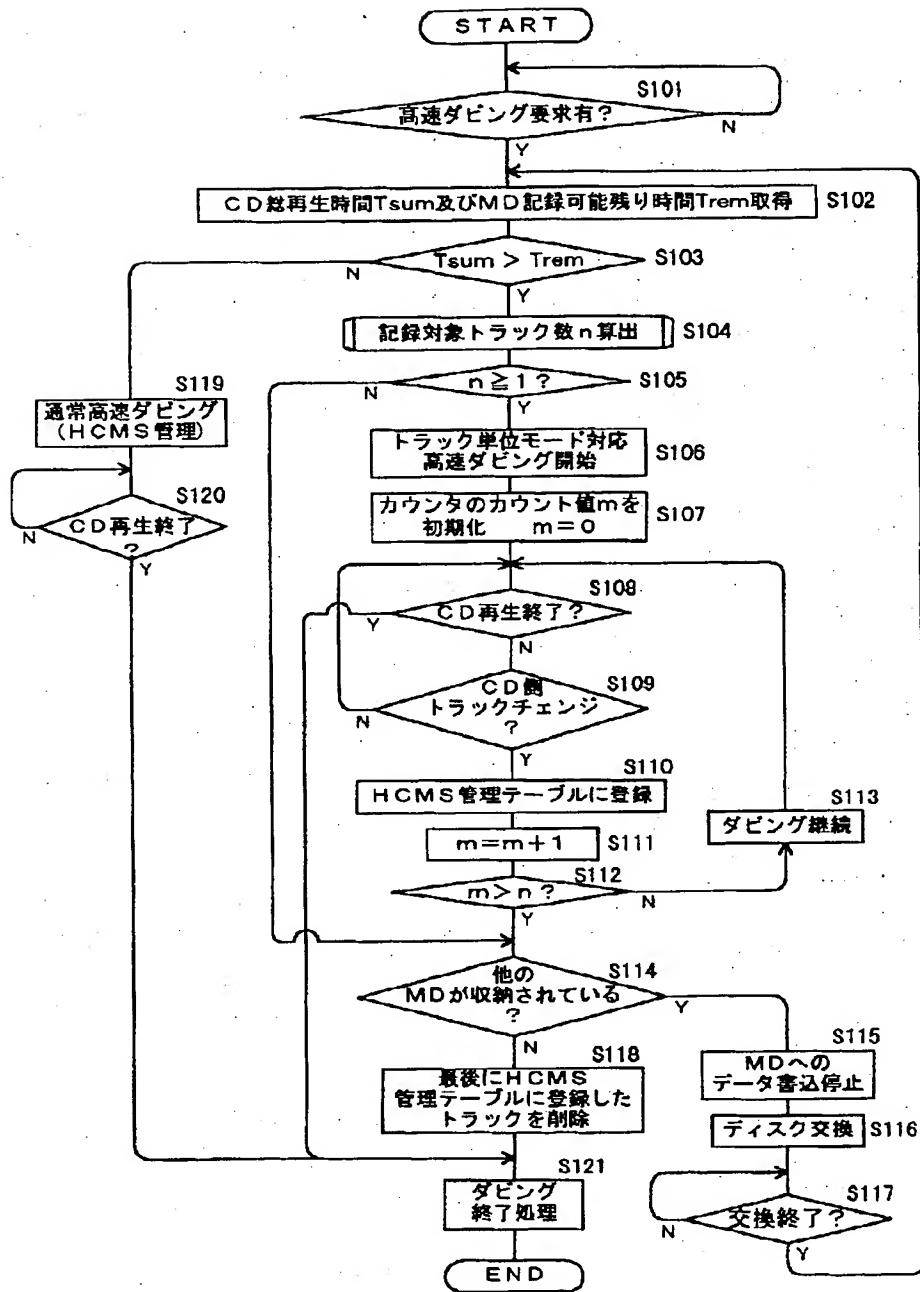 START
S101
高速ダビング要求有?
N
Y
CD総再生時間Tsum及びMD記録可能残り時間Trem取得
S102
Tsum > Trem
S103
N
Y
記録対象トラック数n算出
S104
n≧1?
S105
N
Y
S119
通常高速ダビング
(HCMS管理)
トラック単位モード対応
高速ダビング開始
S106
S120
CD再生終了
?
N
Y
カウンタのカウント値mを
初期化 m=0
S107
S108
CD再生終了?
Y
N
S109
CD側
トラックチェンジ
?
N
Y
S110
HCMS管理テーブルに登録
S113
ダビング継続
m=m+1
S111
S112
m>n?
N
Y
他の
MDが収納されている
?
S114
Y
N
S115
MDへの
データ書込停止
S118
最後にHCMS
管理テーブルに登録した
トラックを削除
ディスク交換
S116
S117
交換終了?
N
Y
S121
ダビング
終了処理
END